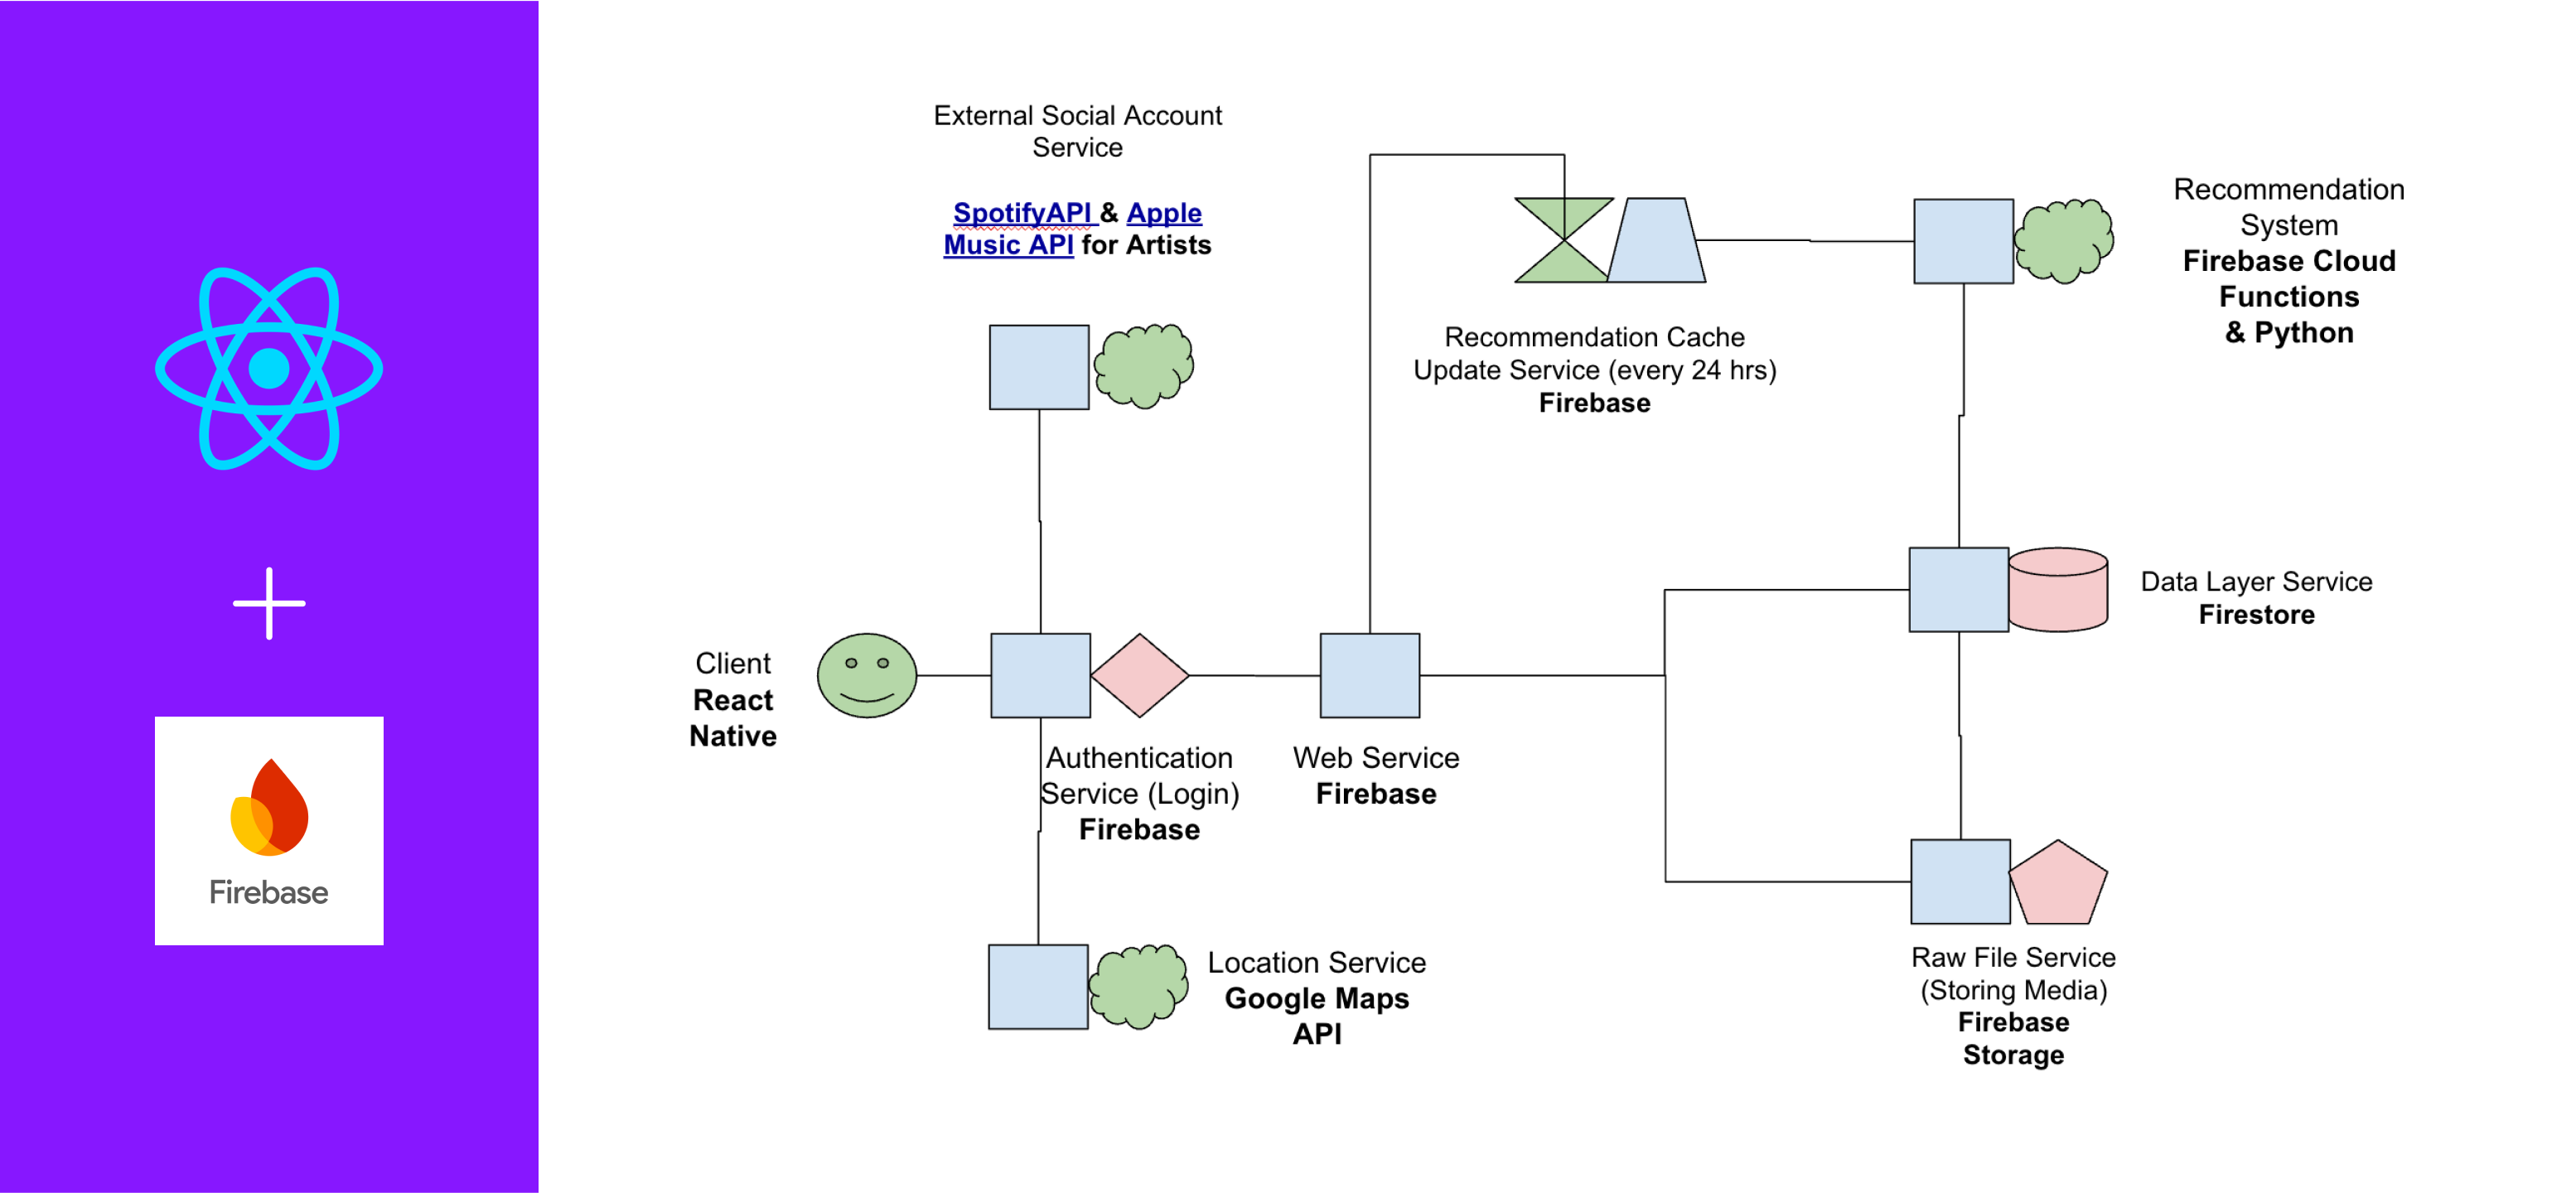 Firebase
External Social Account
Service
SpotifyAPI & Apple
Music API for Artists
Client
React
Native
Authentication
Service (Login)
Firebase
Location Service
Google Maps
API
Web Service
Firebase
Recommendation Cache
Update Service (every 24 hrs)
Firebase
Recommendation
System
Firebase Cloud
Functions
& Python
Data Layer Service
Firestore
Raw File Service
(Storing Media)
Firebase
Storage